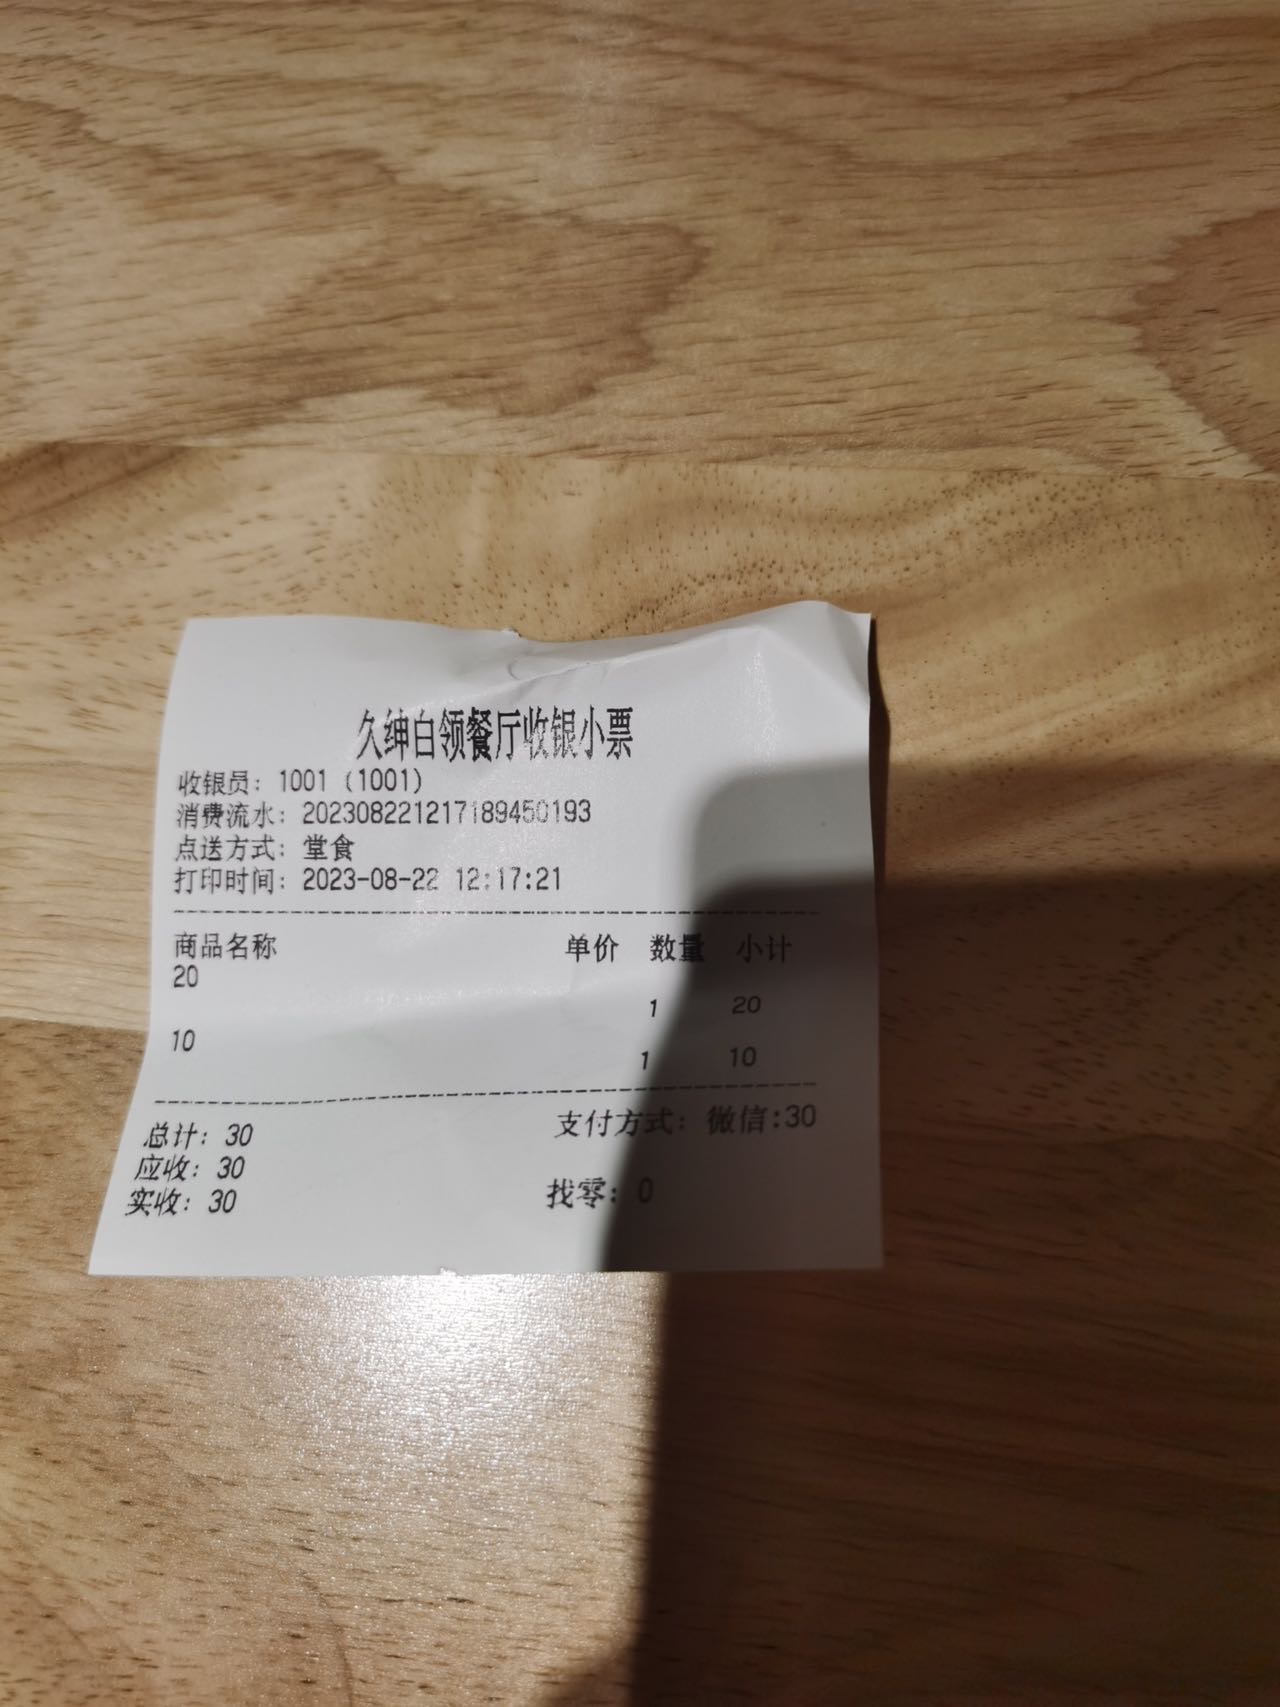 久绅白领餐厅收银小票
收银员: 1001 (1001)
消费流水: 202308221217189450193
点送方式: 堂食
打印时间: 2023-08-22 12:17:21
商品名称 单价 数量 小计
20
1 20
10
1 10
总计: 30 支付方式: 微信:30
应收: 30
实收: 30 找零: 0